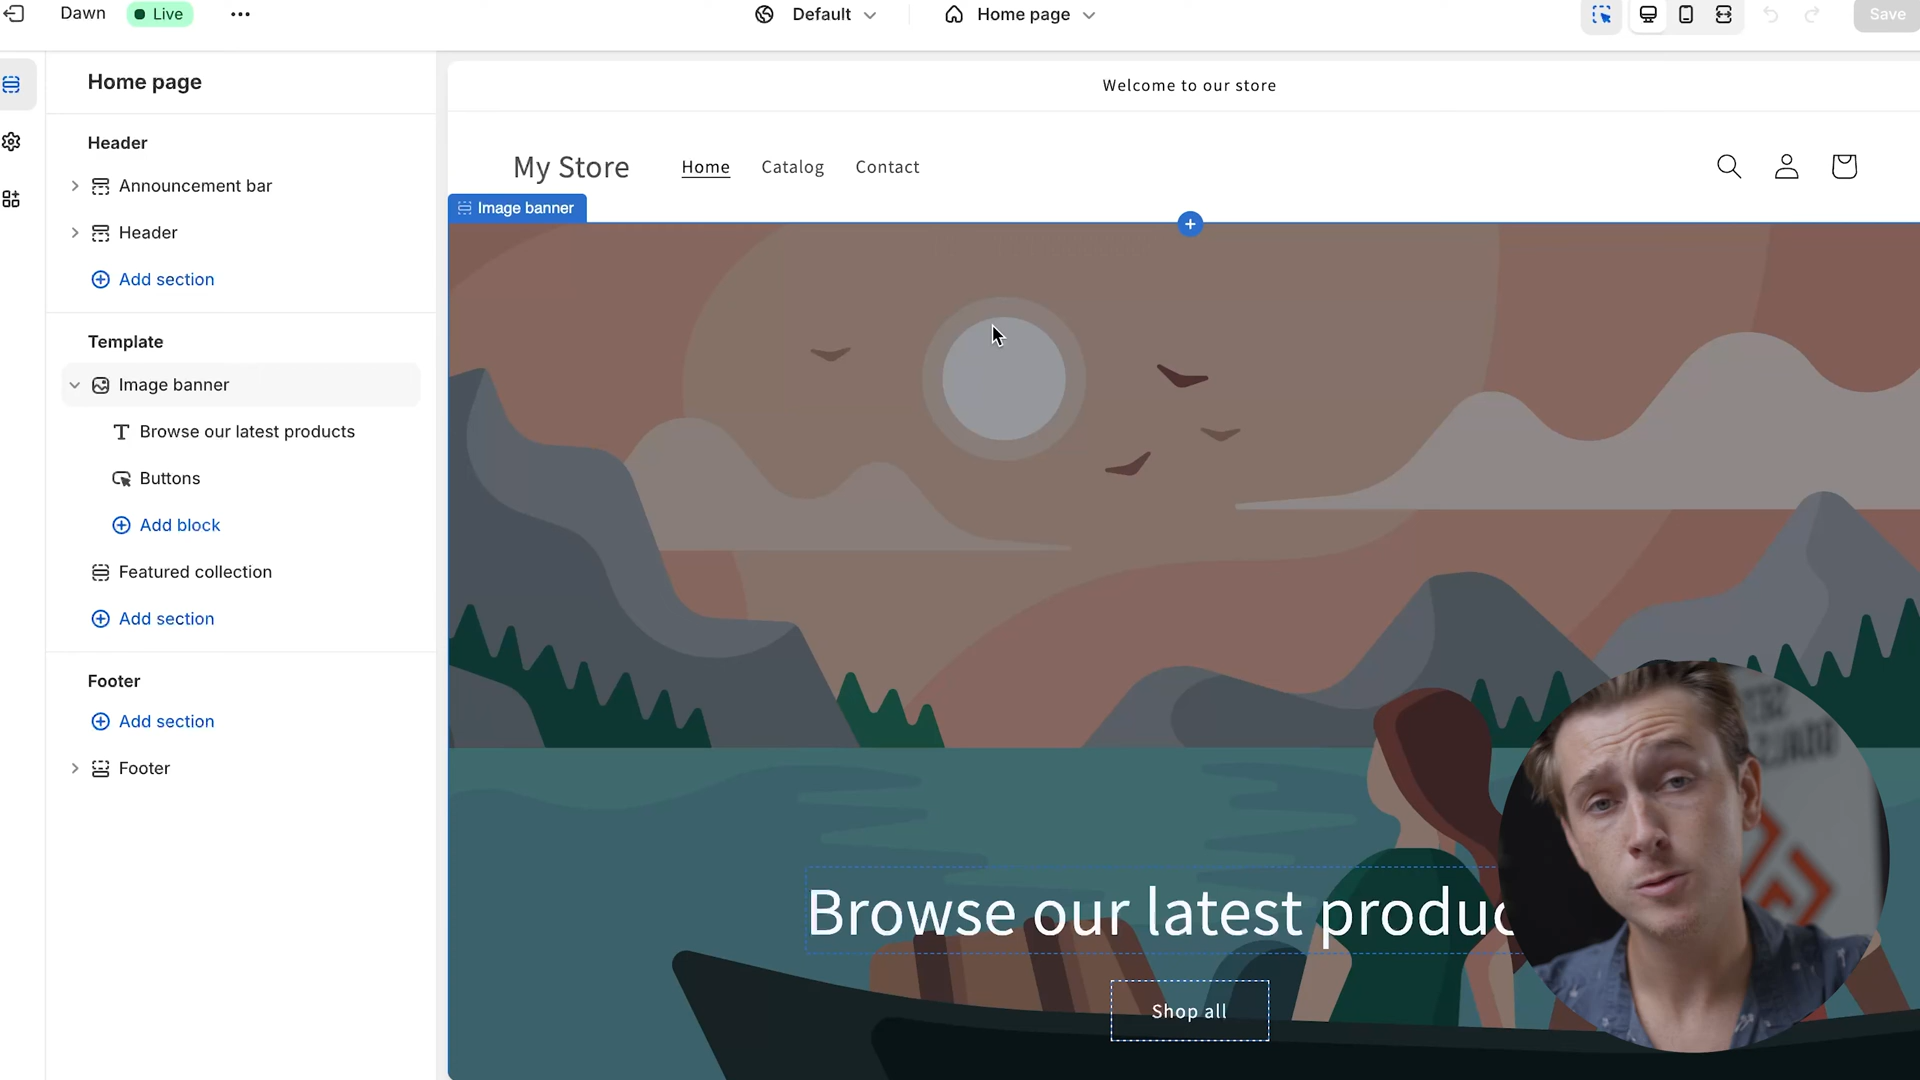 Dawn
Live
Default
Home page
Save
Home page
Header
Announcement bar
Header
Add section
Template
Image banner
Browse our latest products
Buttons
Add block
Featured collection
Add section
Footer
Add section
Footer
Welcome to our store
My Store
Home
Catalog
Contact
Image banner
Browse our latest produc
Shop all